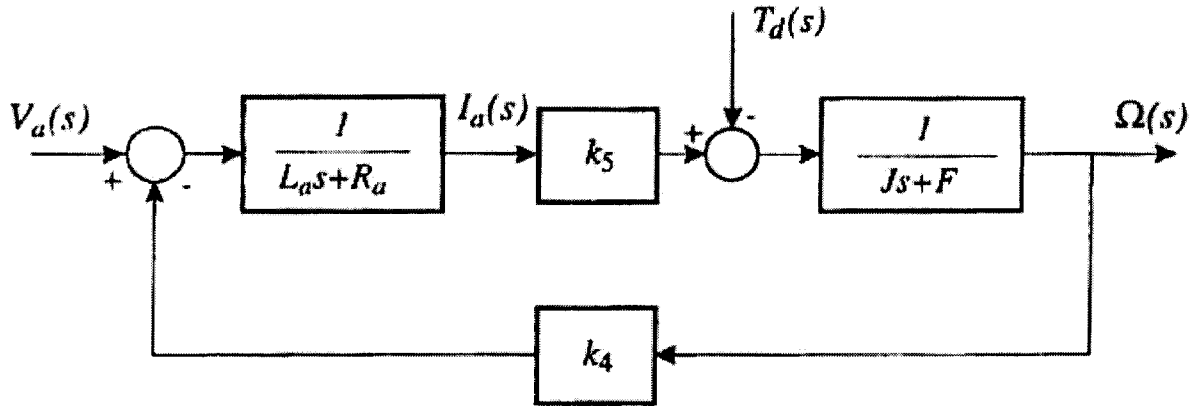 V_a(s)
+
-
1
L_a s+R_a
I_a(s)
k_5
+
T_d(s)
-
1
Js+F
Ω(s)
k_4